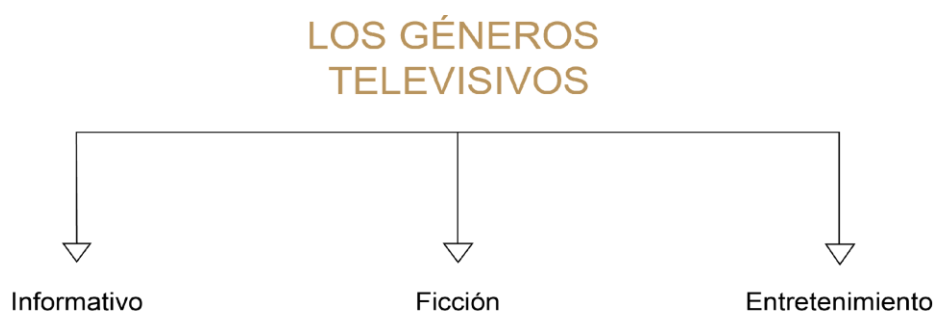 LOS GÉNEROS
TELEVISIVOS
Informativo
Ficción
Entretenimiento